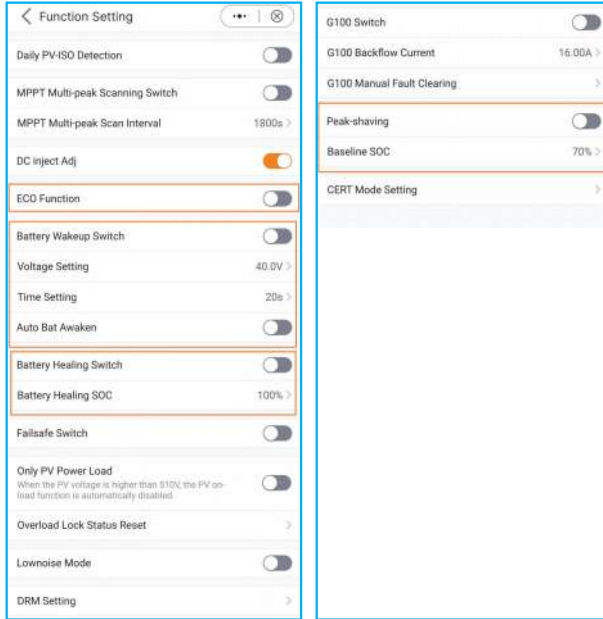 Function Setting
Daily PV-ISO Detection
MPPT Multi-peak Scanning Switch
MPPT Multi-peak Scan Interval 1800s
DC inject Adj
ECO Function
Battery Wakeup Switch
Voltage Setting 40.0V
Time Setting 20s
Auto Bat Awaken
Battery Healing Switch
Battery Healing SOC 100%
Failsafe Switch
Only PV Power Load
When the PV voltage is higher than 510V, the PV on-
load function is automatically disabled.
Overload Lock Status Reset
Lownoise Mode
DRM Setting
G100 Switch
G100 Backflow Current 16.00A
G100 Manual Fault Clearing
Peak-shaving
Baseline SOC 70%
CERT Mode Setting